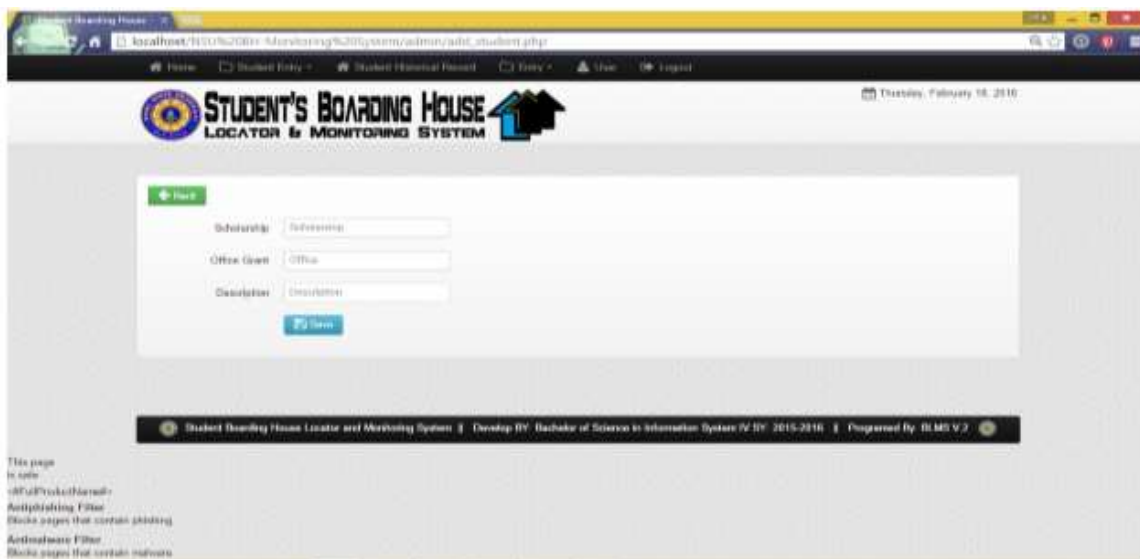 Student Boarding House
localhost/NSU%20BH-Monitoring%20System/admin/add_student.php
Home Student Entry Student Historical Record Entry User Logout
STUDENT'S BOARDING HOUSE
LOCATOR & MONITORING SYSTEM
Thursday, February 18, 2016
Back
Scholarship Scholarship
Office Grant Office
Description Description
Save
Student Boarding House Locator and Monitoring System || Develop BY: Bachelor of Science in Information System IV SY: 2015-2016 || Programed By: BLMS V.2
This page
is safe
<#FullProductName#>
Antiphishing Filter
Blocks pages that contain phishing
Antimalware Filter
Blocks pages that contain malware